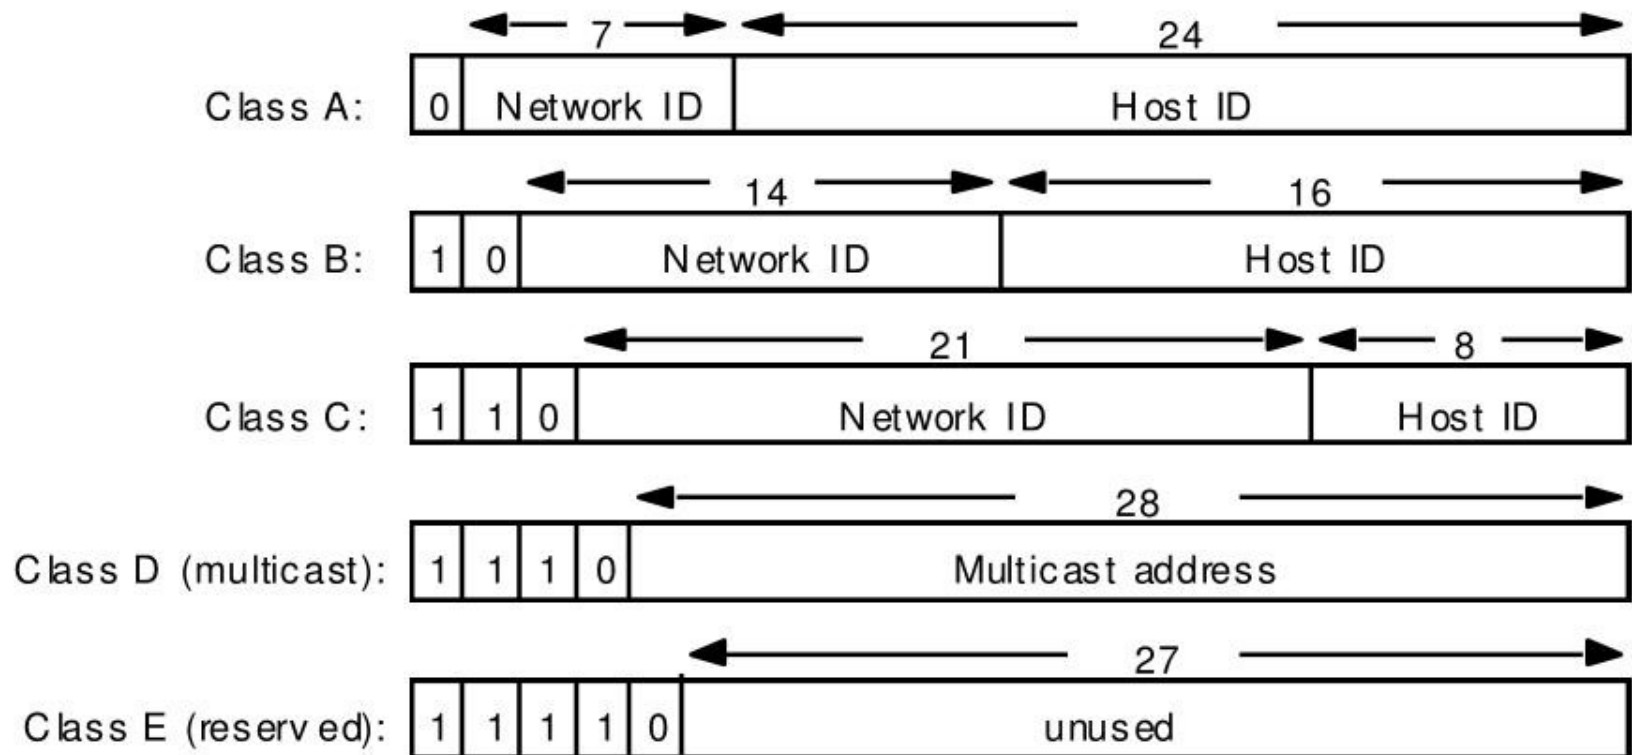 7 24
Class A: 0 Network ID Host ID
14 16
Class B: 1 0 Network ID Host ID
21 8
Class C: 1 1 0 Network ID Host ID
28
Class D (multicast): 1 1 1 0 Multicast address
27
Class E (reserved): 1 1 1 1 0 unused